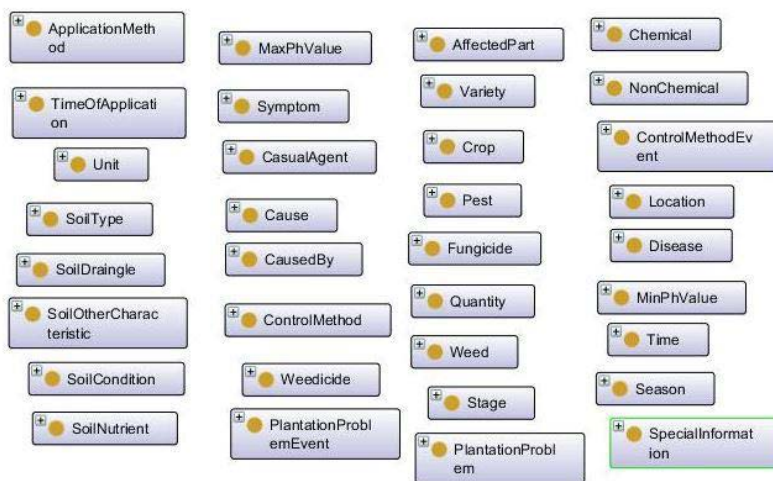 ApplicationMeth
od
TimeOfApplicati
on
Unit
SoilType
SoilDraingle
SoilOtherCharac
teristic
SoilCondition
SoilNutrient
MaxPhValue
Symptom
CasualAgent
Cause
CausedBy
ControlMethod
Weedicide
PlantationProbl
emEvent
AffectedPart
Variety
Crop
Pest
Fungicide
Quantity
Weed
Stage
PlantationProbl
em
Chemical
NonChemical
ControlMethodEv
ent
Location
Disease
MinPhValue
Time
Season
SpecialInformat
ion